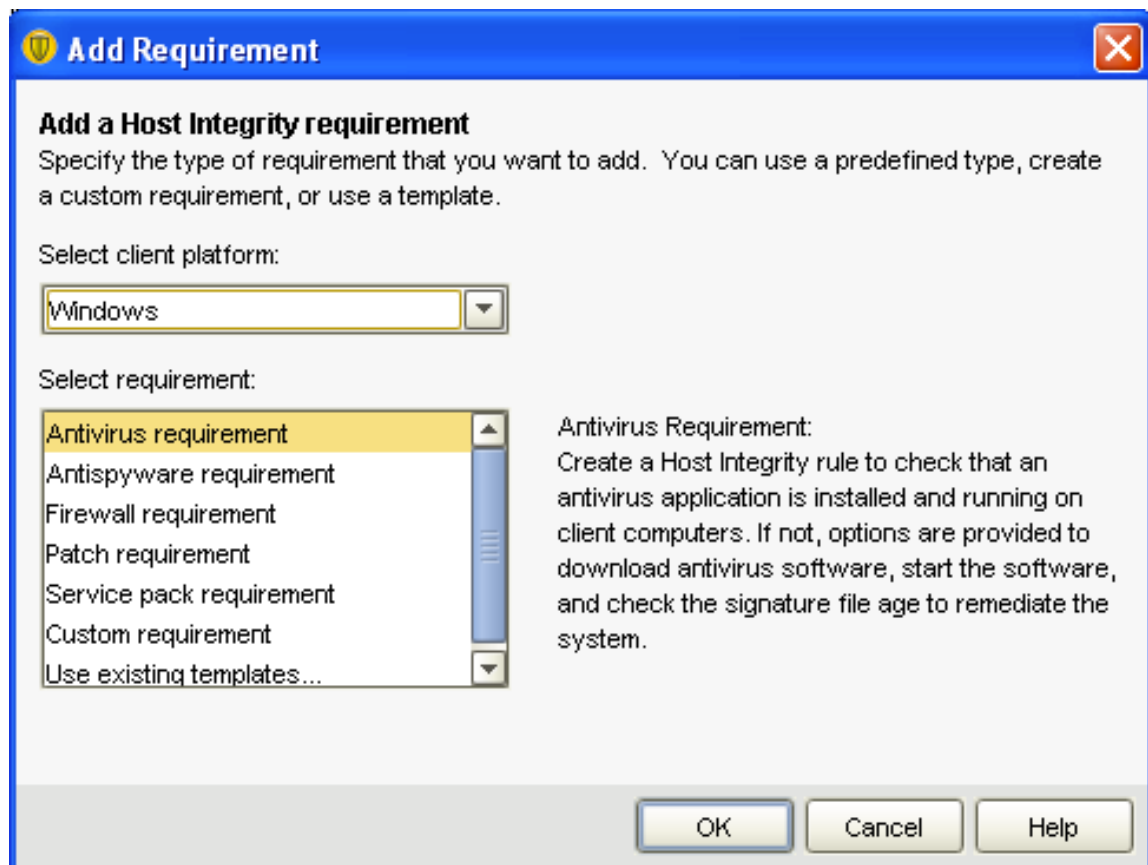 Add Requirement
Add a Host Integrity requirement
Specify the type of requirement that you want to add.  You can use a predefined type, create
a custom requirement, or use a template.
Select client platform:
Windows
Select requirement:
Antivirus requirement
Antispyware requirement
Firewall requirement
Patch requirement
Service pack requirement
Custom requirement
Use existing templates...
Antivirus Requirement:
Create a Host Integrity rule to check that an
antivirus application is installed and running on
client computers. If not, options are provided to
download antivirus software, start the software,
and check the signature file age to remediate the
system.
OK
Cancel
Help